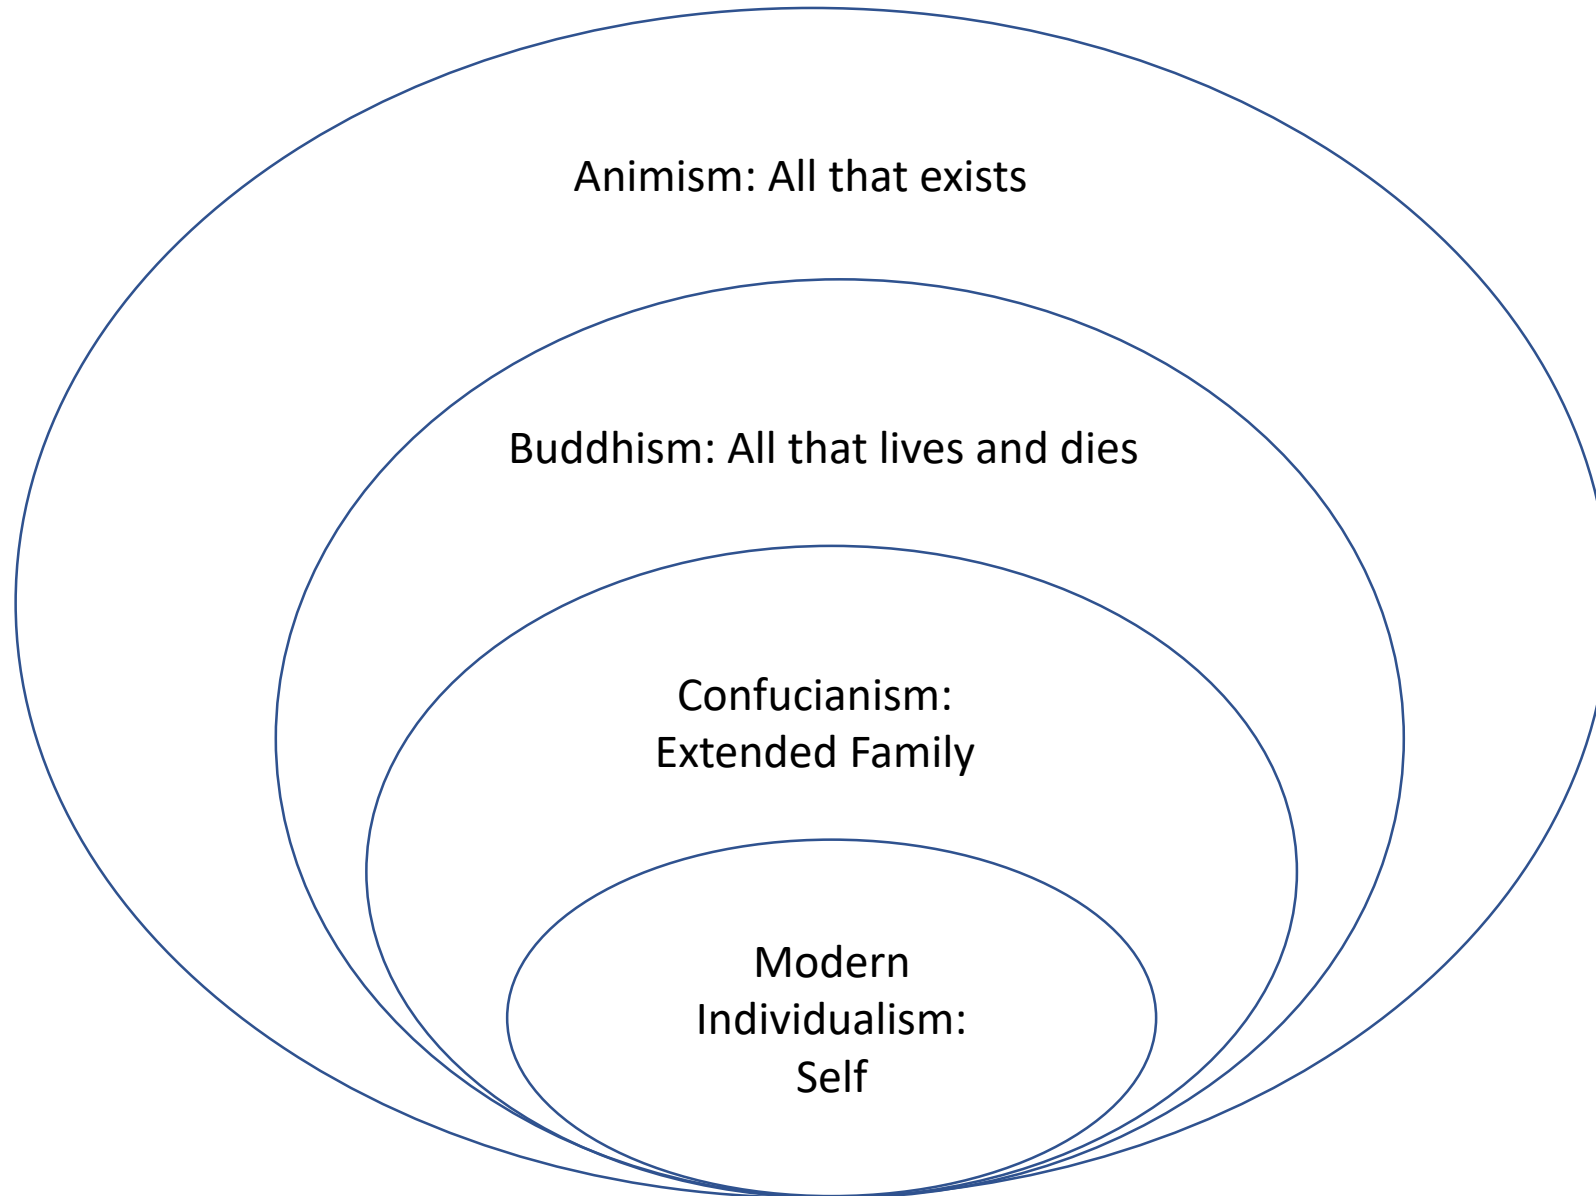 Animism: All that exists
Buddhism: All that lives and dies
Confucianism:
Extended Family
Modern
Individualism:
Self